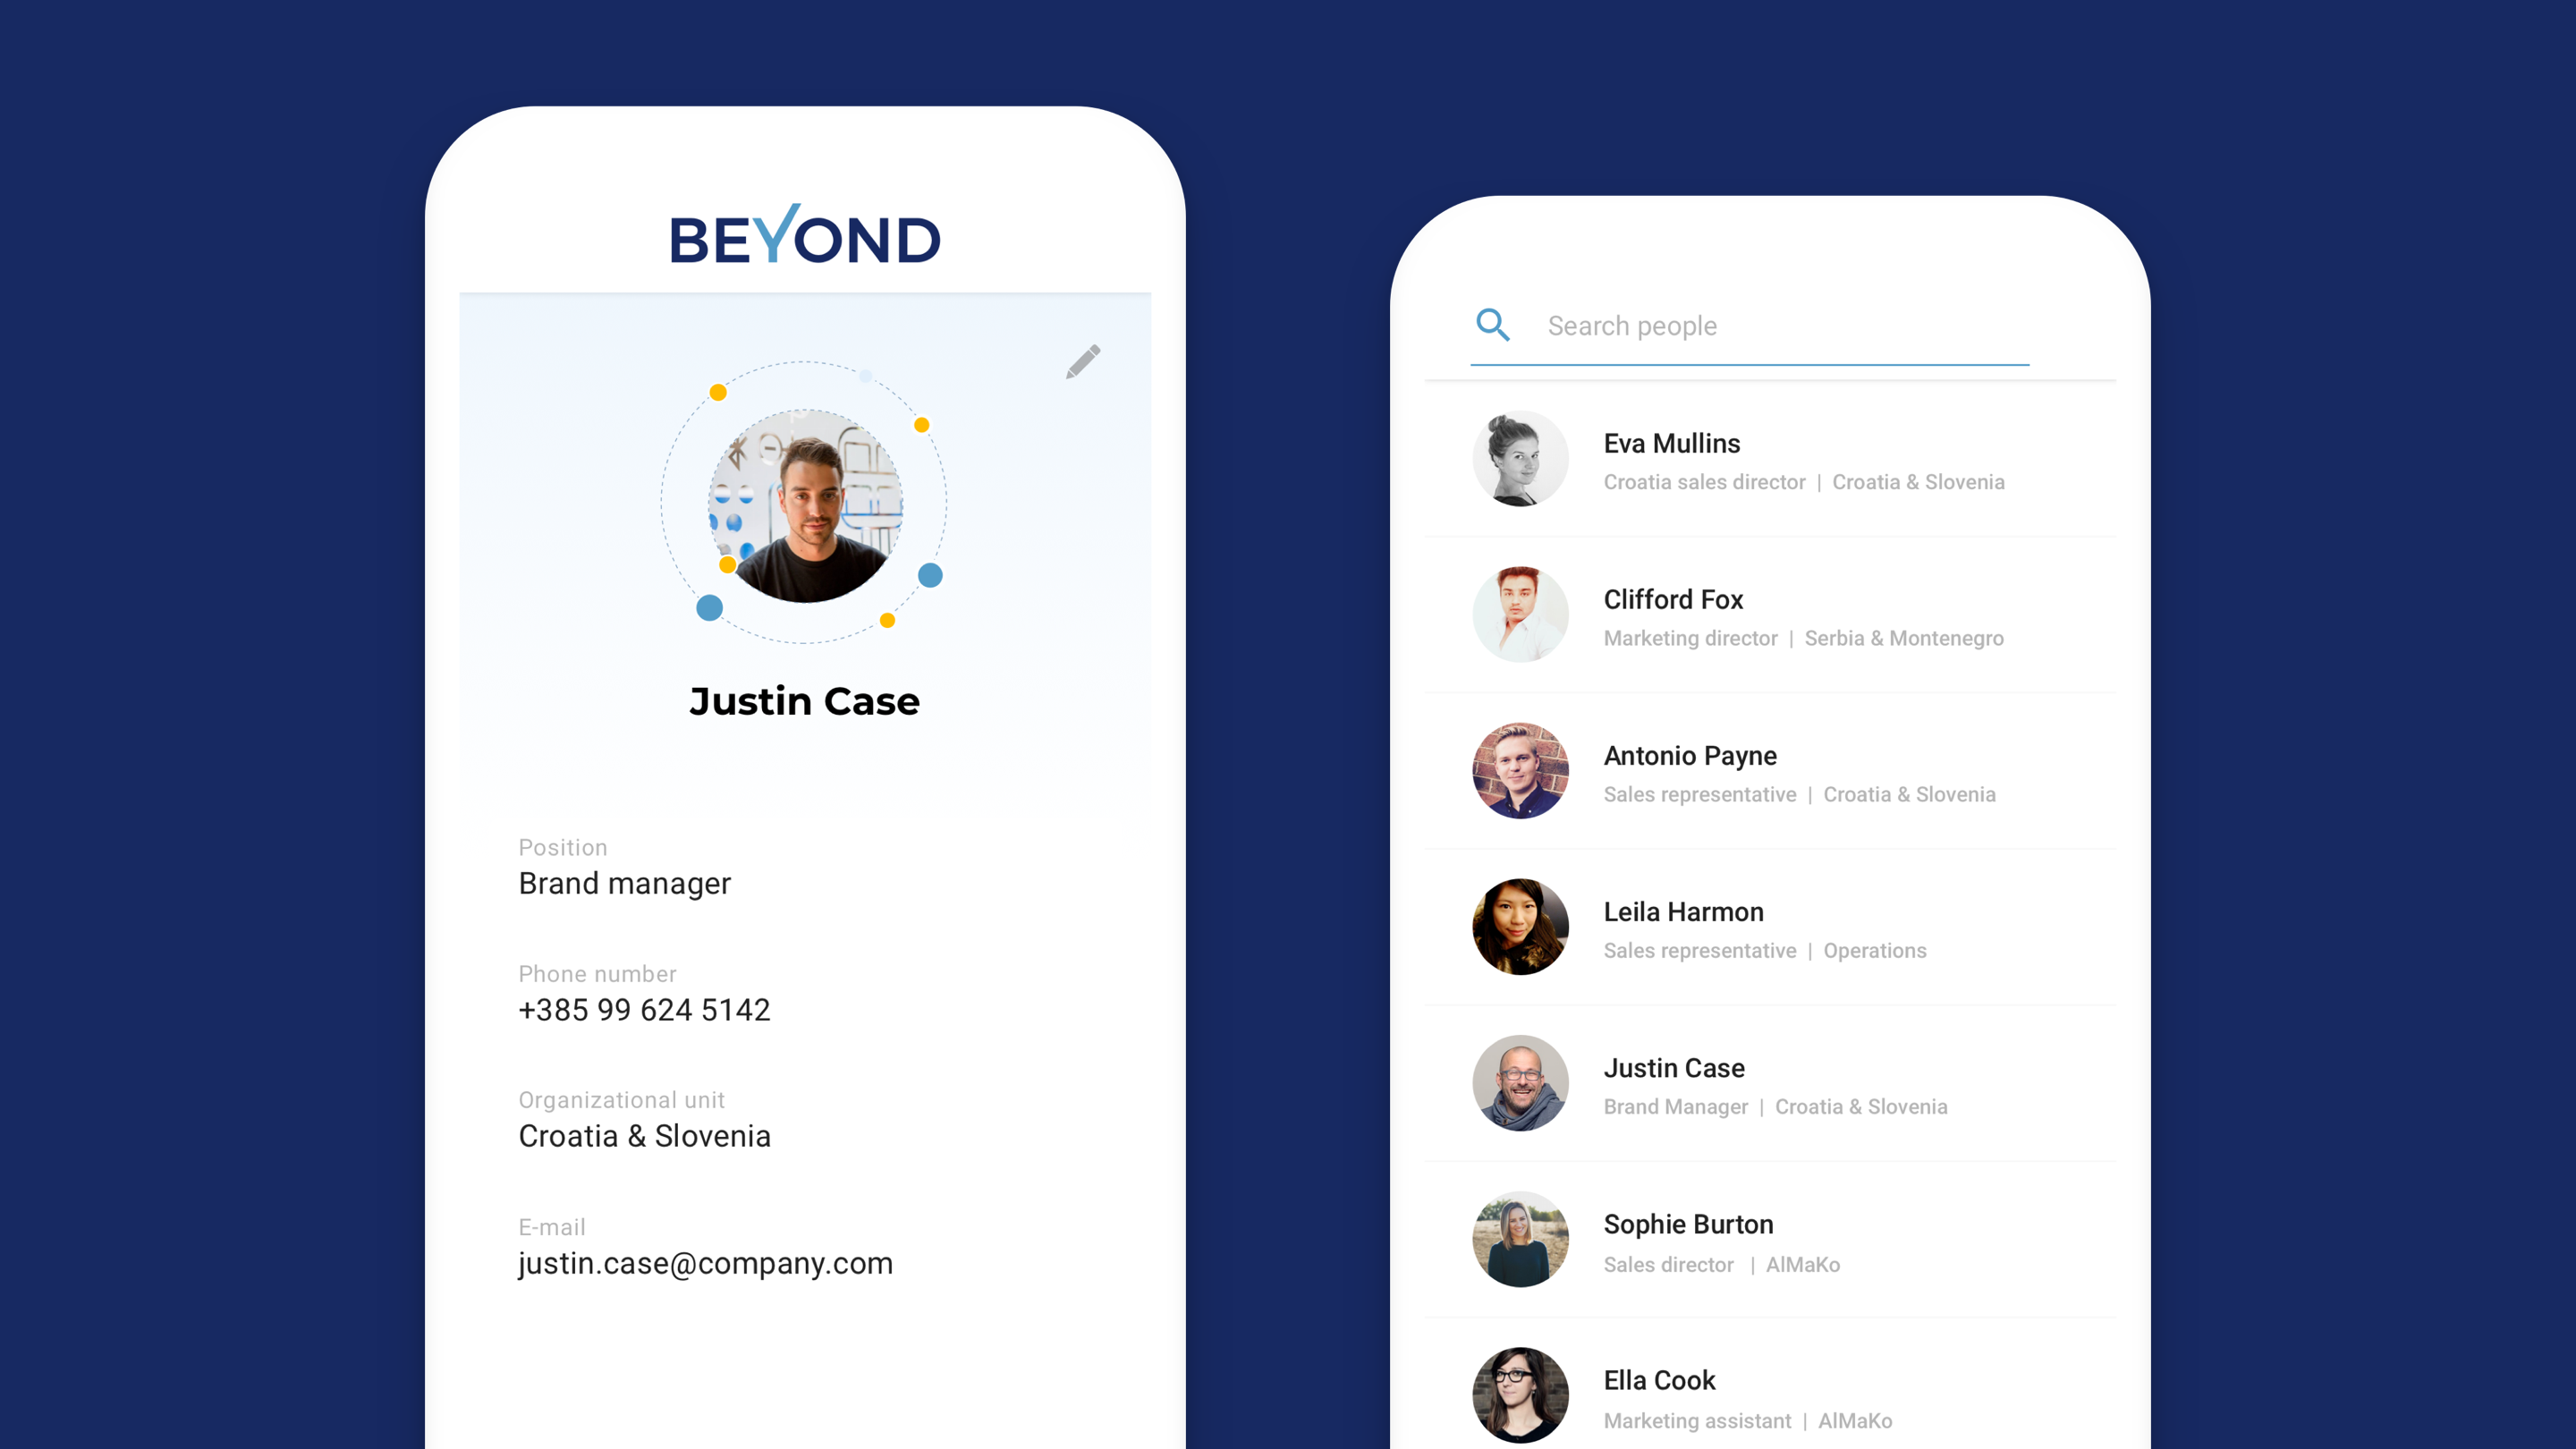 BEYOND
Justin Case
Position
Brand manager
Phone number
+385 99 624 5142
Organizational unit
Croatia & Slovenia
E-mail
justin.case@company.com
Search people
Eva Mullins
Croatia sales director | Croatia & Slovenia
Clifford Fox
Marketing director | Serbia & Montenegro
Antonio Payne
Sales representative | Croatia & Slovenia
Leila Harmon
Sales representative | Operations
Justin Case
Brand Manager | Croatia & Slovenia
Sophie Burton
Sales director | AlMaKo
Ella Cook
Marketing assistant | AlMaKo